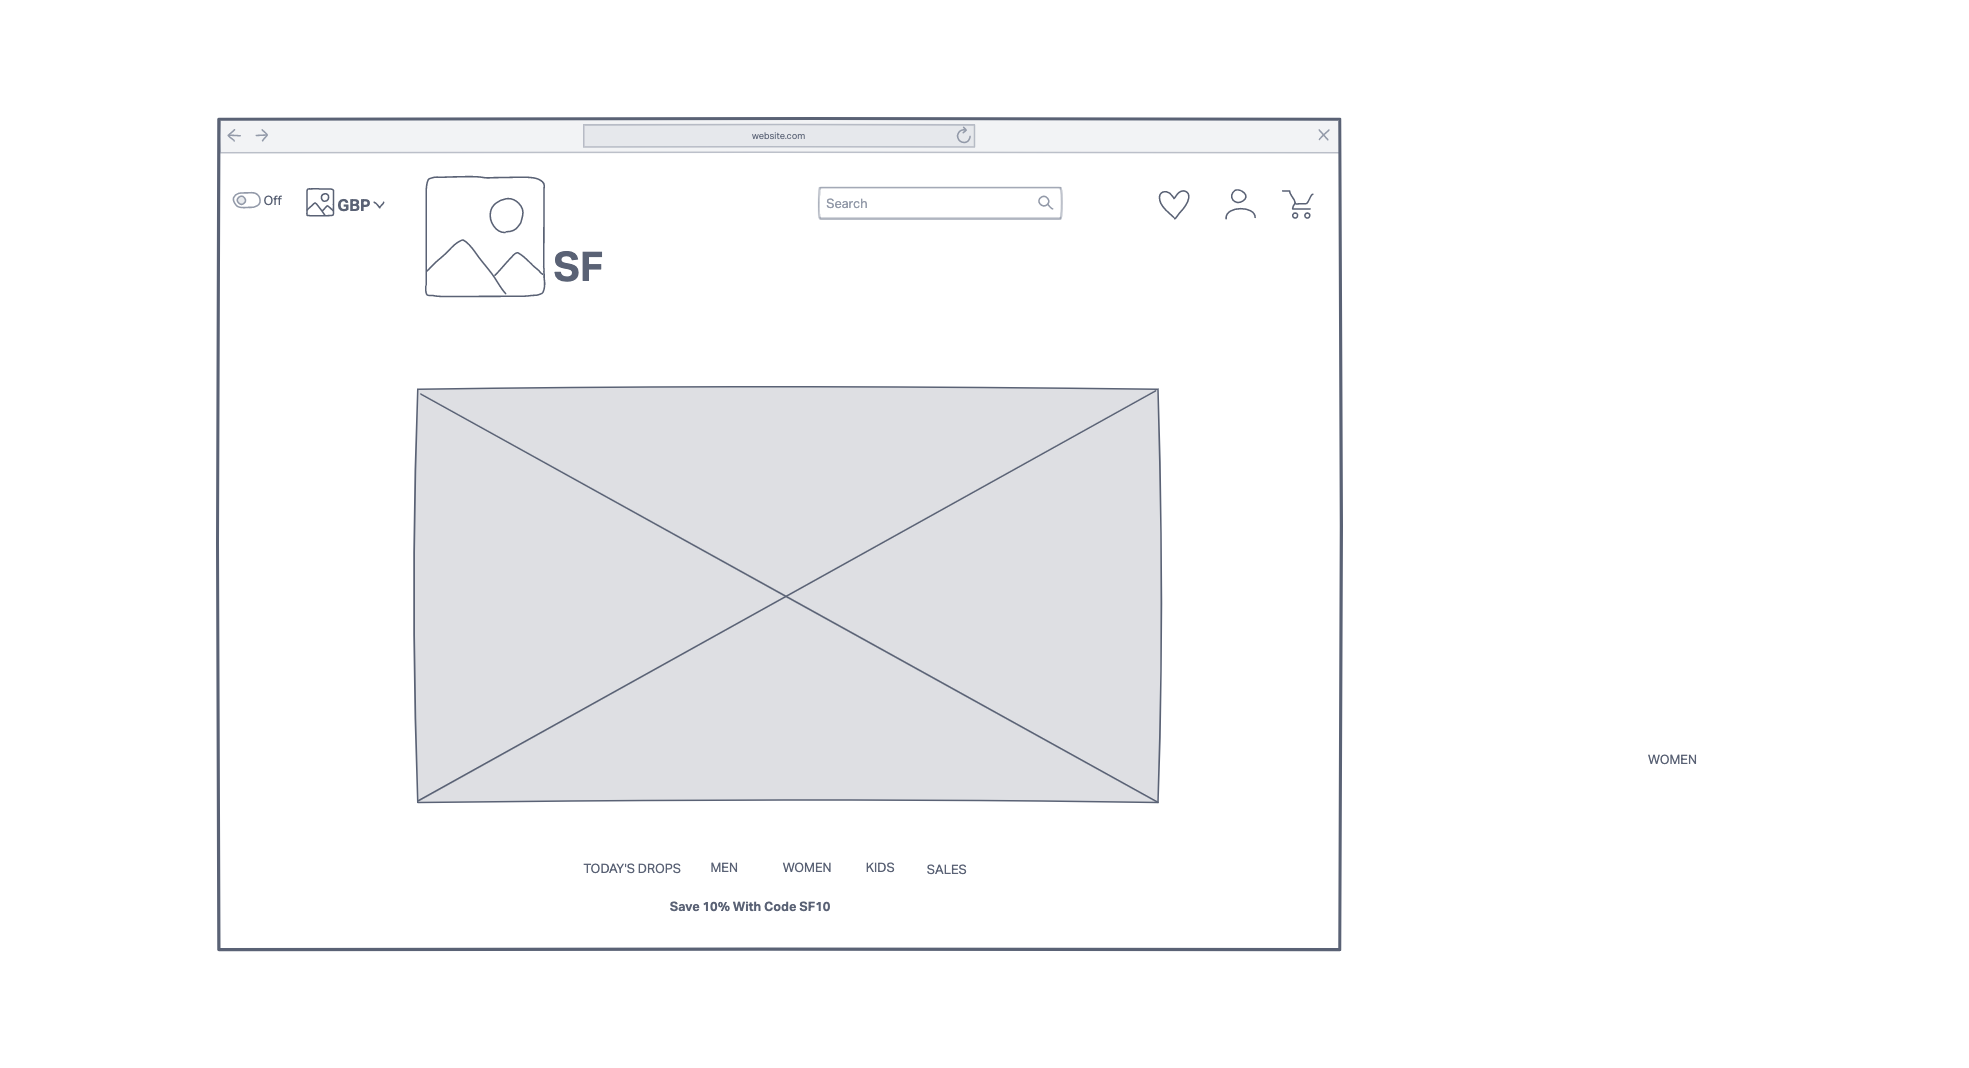 website.com
Off
GBP
Search
SF
WOMEN
TODAY'S DROPS MEN WOMEN KIDS SALES
Save 10% With Code SF10